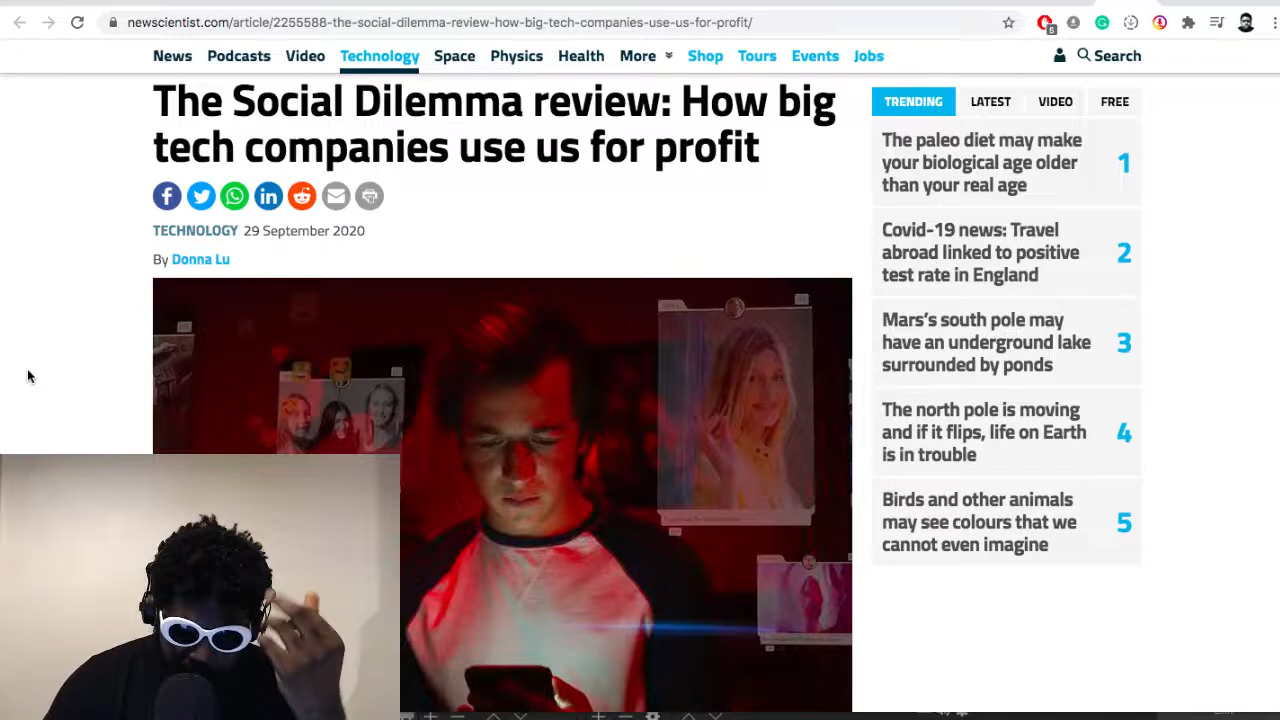 newscientist.com/article/2255588-the-social-dilemma-review-how-big-tech-companies-use-us-for-profit/
5
News Podcasts Video Technology Space Physics Health More Shop Tours Events Jobs Search
The Social Dilemma review: How big
tech companies use us for profit
TECHNOLOGY 29 September 2020
By Donna Lu
TRENDING LATEST VIDEO FREE
The paleo diet may make
your biological age older
than your real age
1
Covid-19 news: Travel
abroad linked to positive
test rate in England
2
Mars’s south pole may
have an underground lake
surrounded by ponds
3
The north pole is moving
and if it flips, life on Earth
is in trouble
4
Birds and other animals
may see colours that we
cannot even imagine
5